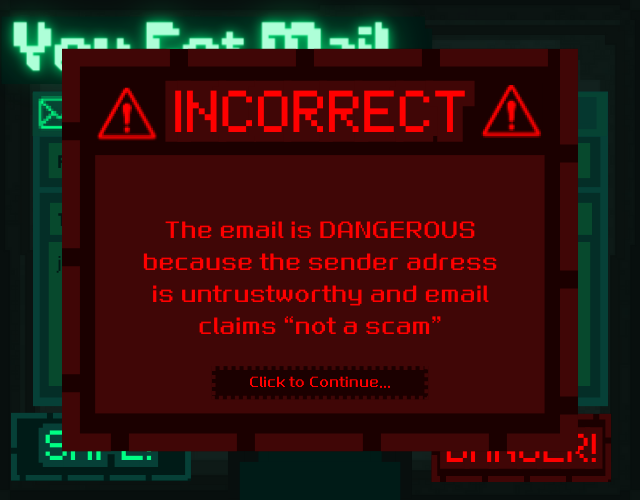 You Got Mail
INCORRECT
The email is DANGEROUS
because the sender adress
is untrustworthy and email
claims “not a scam”
Click to Continue...
SAFE!
DANGER!